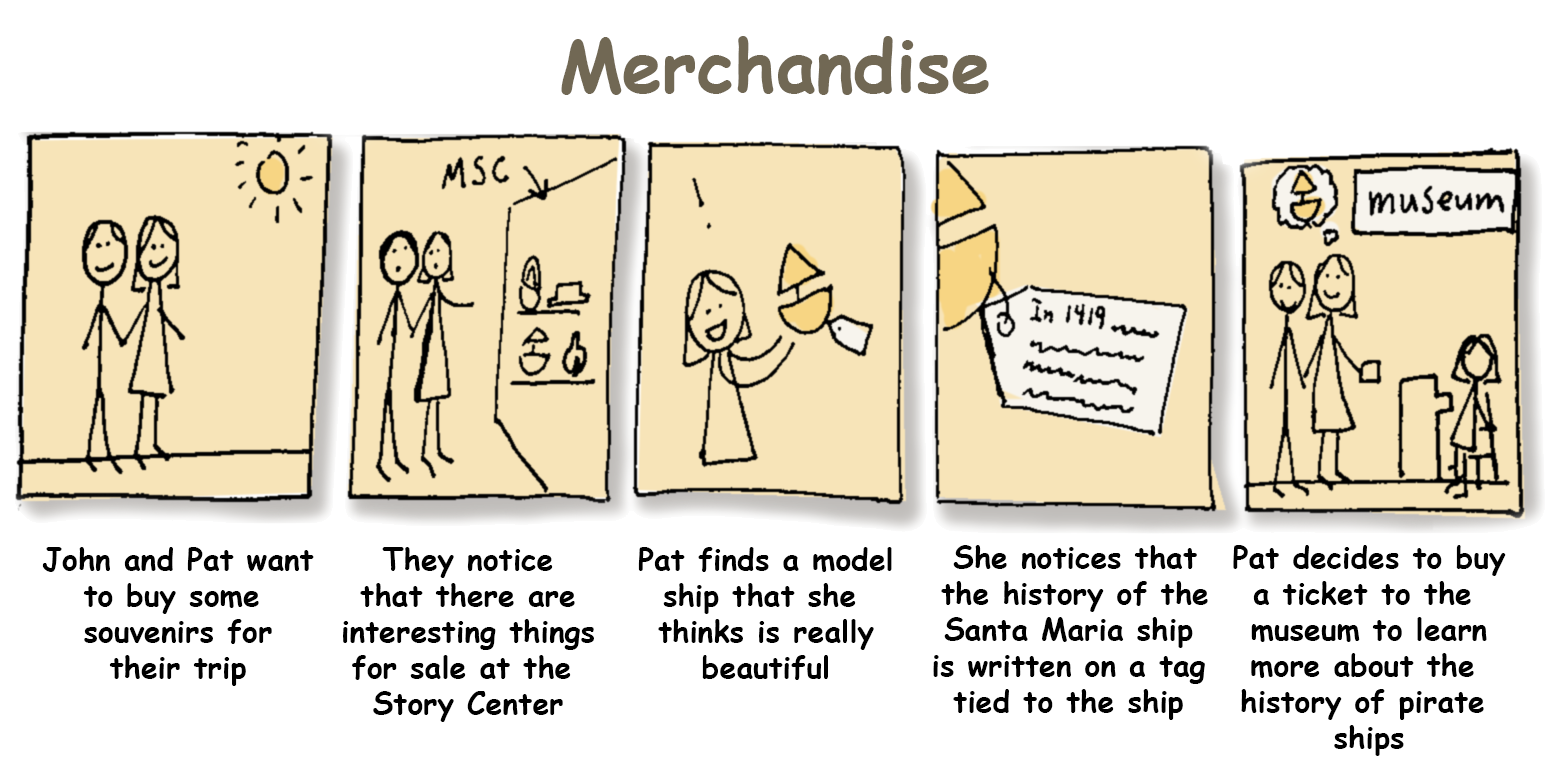 Merchandise
MSC
!
In 1419
museum
John and Pat want
to buy some
souvenirs for
their trip
They notice
that there are
interesting things
for sale at the
Story Center
Pat finds a model
ship that she
thinks is really
beautiful
She notices that
the history of the
Santa Maria ship
is written on a tag
tied to the ship
Pat decides to buy
a ticket to the
museum to learn
more about the
history of pirate
ships